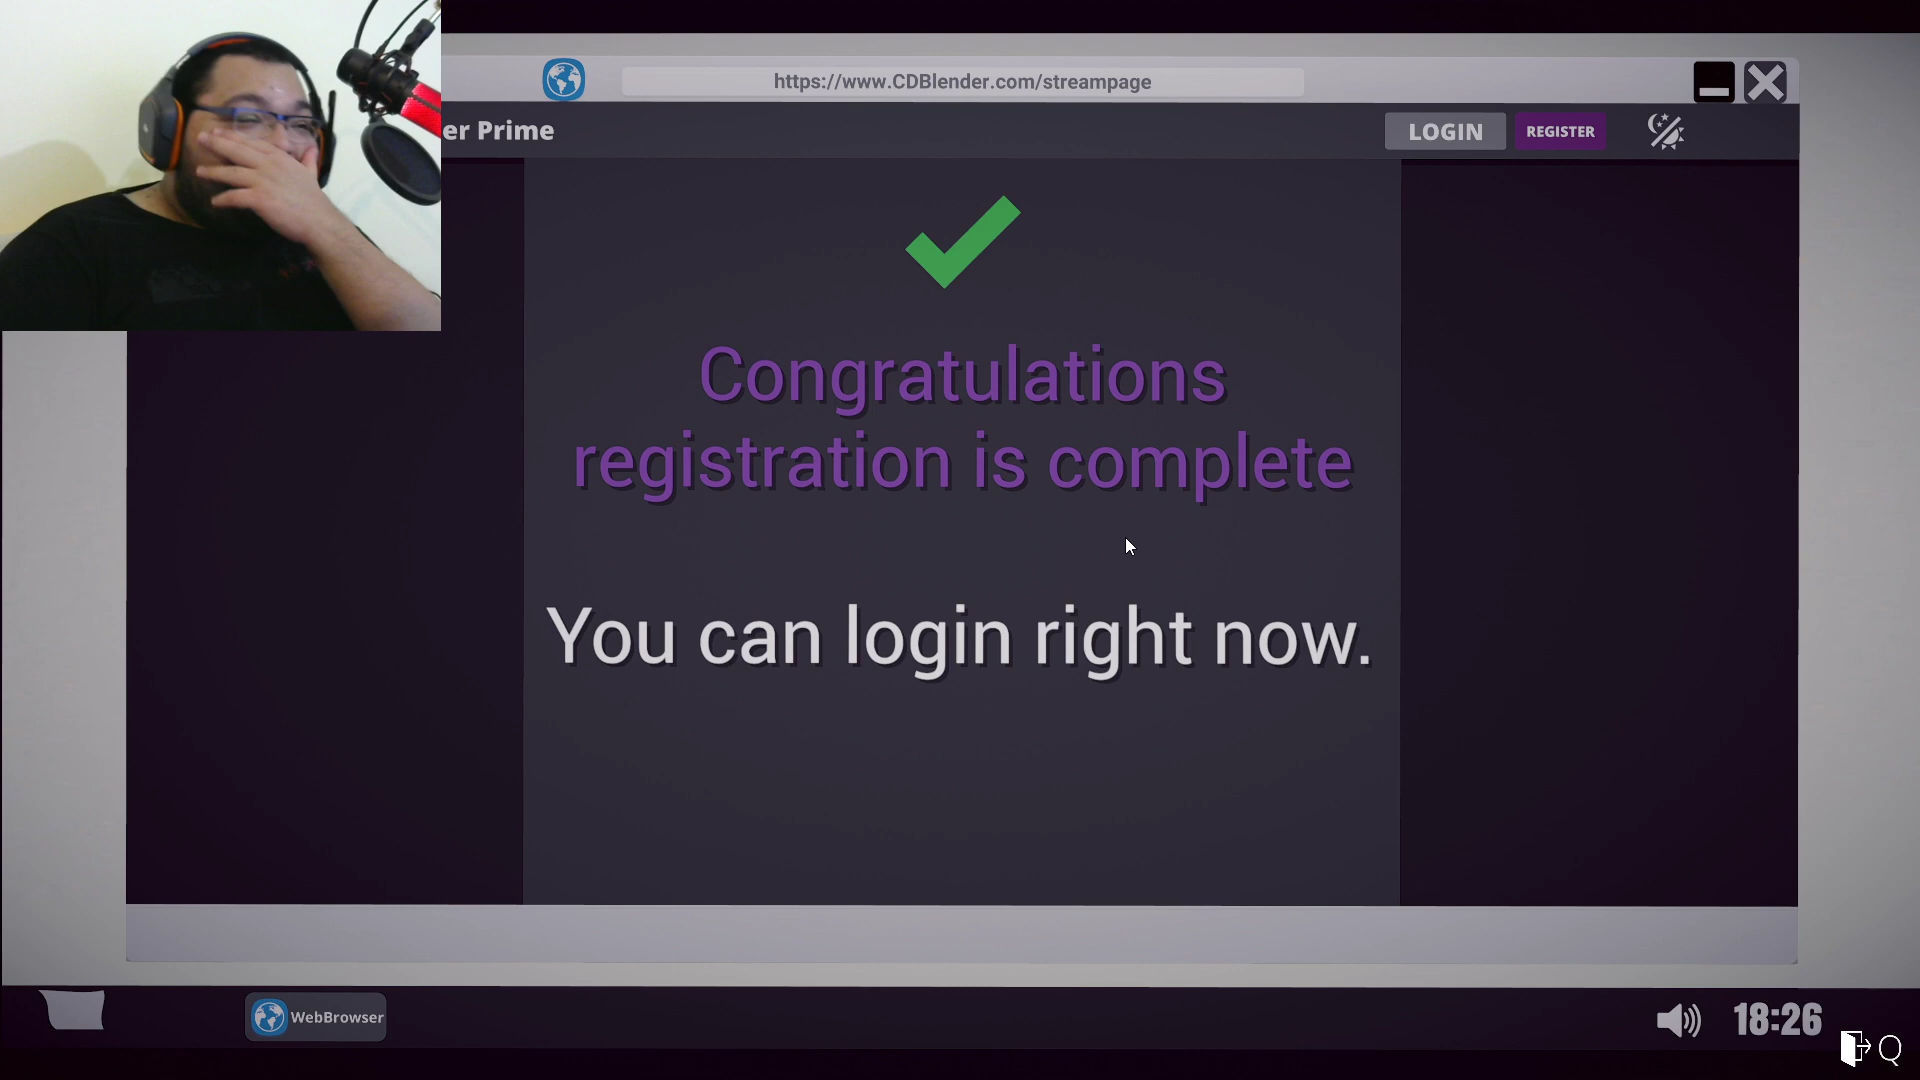 https://www.CDBlender.com/streampage
er Prime
LOGIN
REGISTER
Congratulations
registration is complete
You can login right now.
WebBrowser
18:26
Q